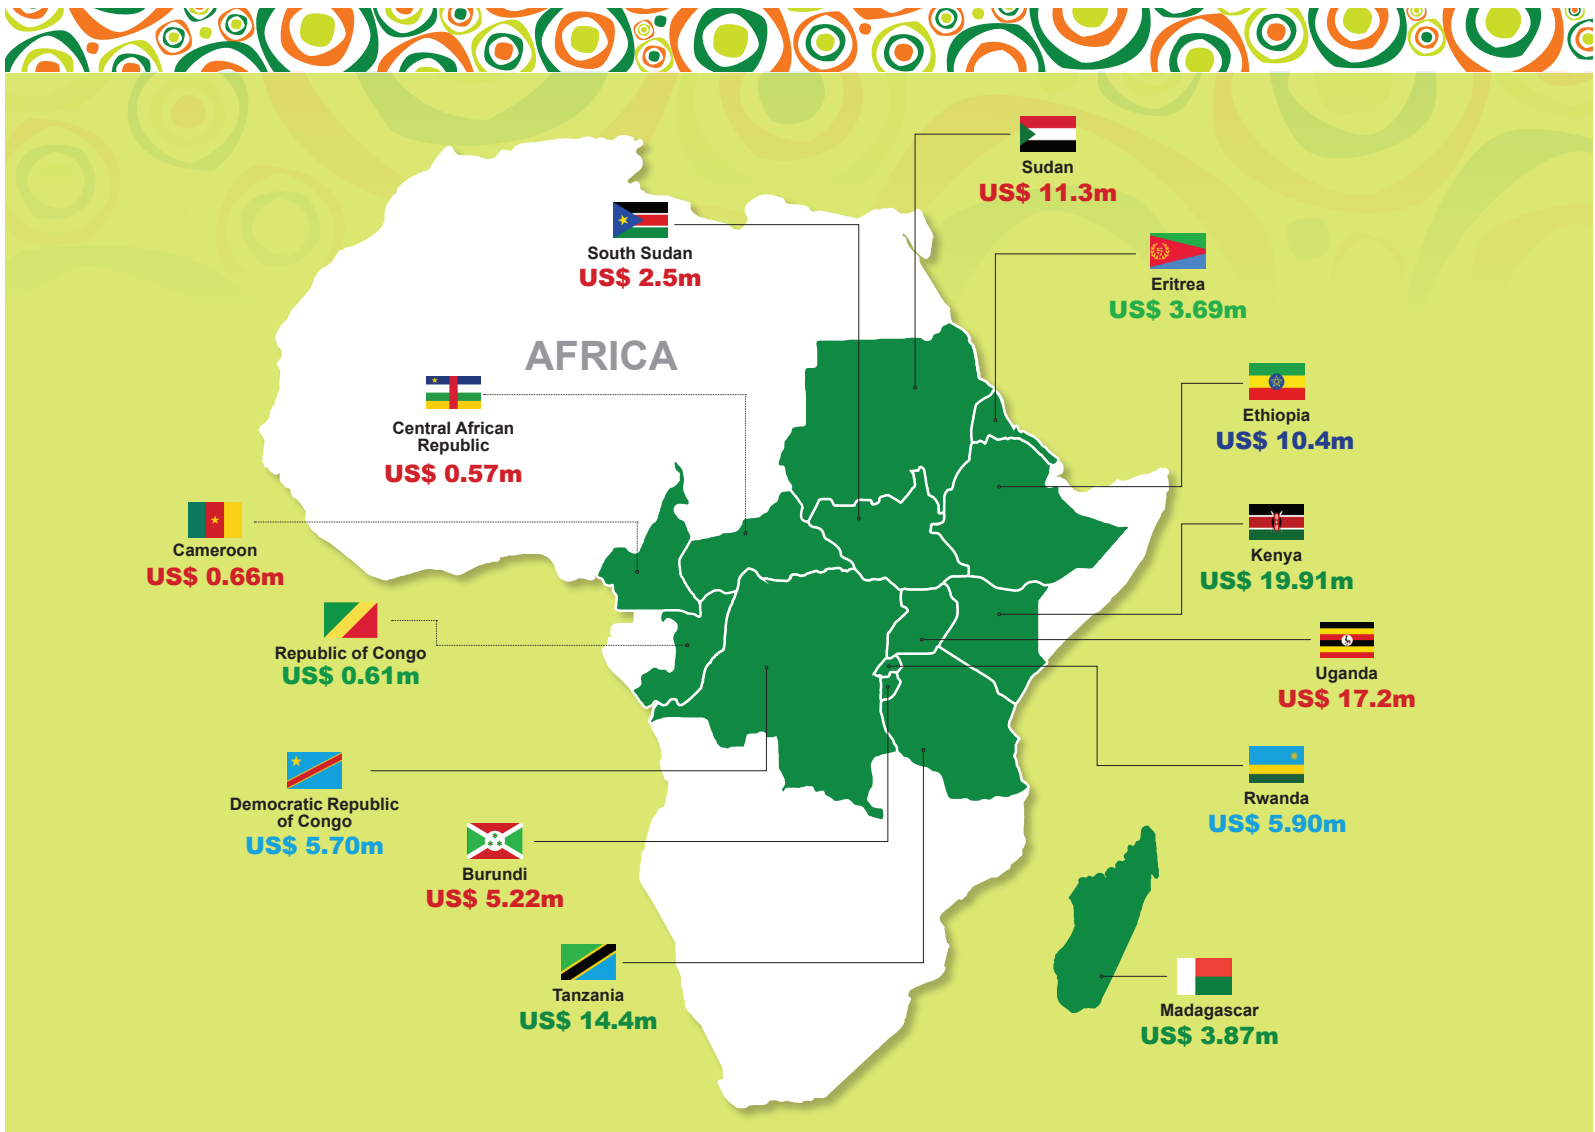 Sudan
US$ 11.3m
South Sudan
US$ 2.5m
Eritrea
US$ 3.69m
AFRICA
Ethiopia
US$ 10.4m
Central African
Republic
US$ 0.57m
Kenya
US$ 19.91m
Cameroon
US$ 0.66m
Republic of Congo
US$ 0.61m
Uganda
US$ 17.2m
Democratic Republic
of Congo
US$ 5.70m
Rwanda
US$ 5.90m
Burundi
US$ 5.22m
Tanzania
US$ 14.4m
Madagascar
US$ 3.87m